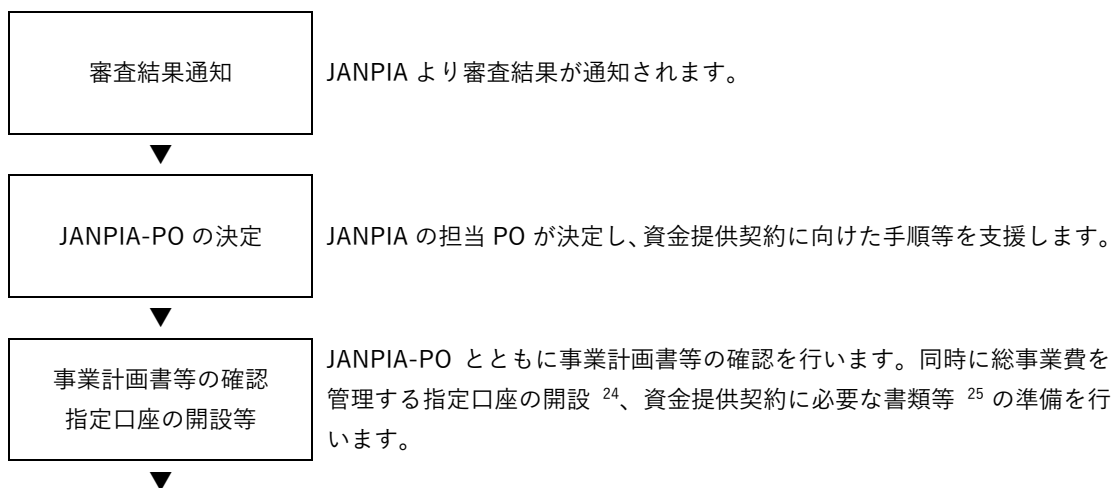 審査結果通知
JANPIA より審査結果が通知されます。
▼
JANPIA-PO の決定
JANPIA の担当 PO が決定し、資金提供契約に向けた手順等を支援します。
▼
事業計画書等の確認
指定口座の開設等
JANPIA-PO とともに事業計画書等の確認を行います。同時に総事業費を
管理する指定口座の開設 24、資金提供契約に必要な書類等 25 の準備を行
います。
▼